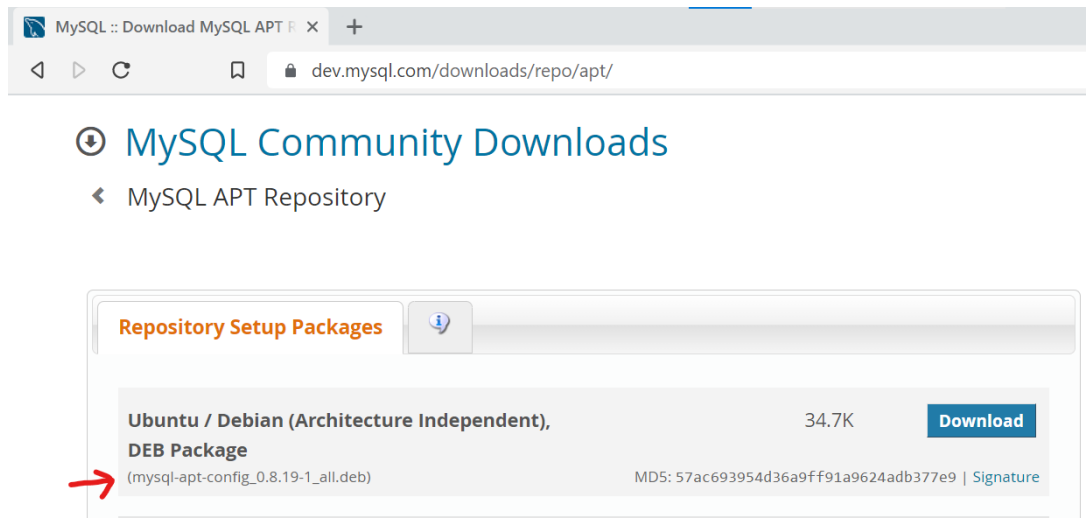 MySQL :: Download MySQL APT R
dev.mysql.com/downloads/repo/apt/
MySQL Community Downloads
MySQL APT Repository
Repository Setup Packages
Ubuntu / Debian (Architecture Independent), 34.7K Download
DEB Package
(mysql-apt-config_0.8.19-1_all.deb) MD5: 57ac693954d36a9ff91a9624adb377e9 | Signature